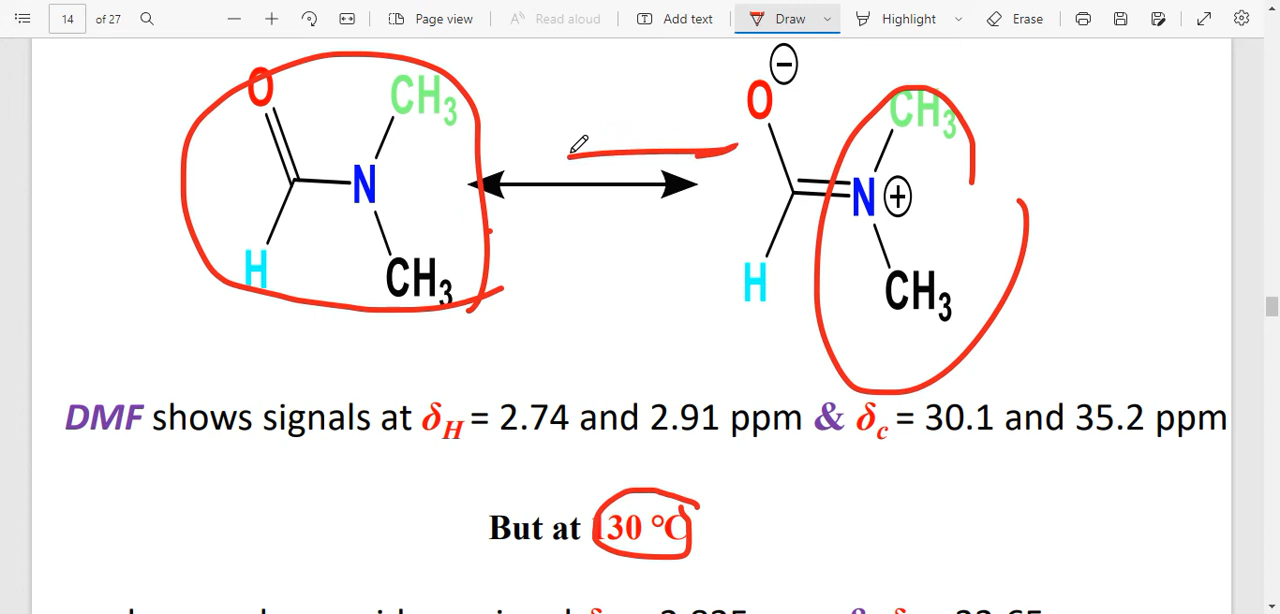 14 of 27 Page view Read aloud Add text Draw Highlight Erase
O CH3 N H CH3
O − CH3 N + H CH3
DMF shows signals at δH = 2.74 and 2.91 ppm & δc = 30.1 and 35.2 ppm
But at 130 °C